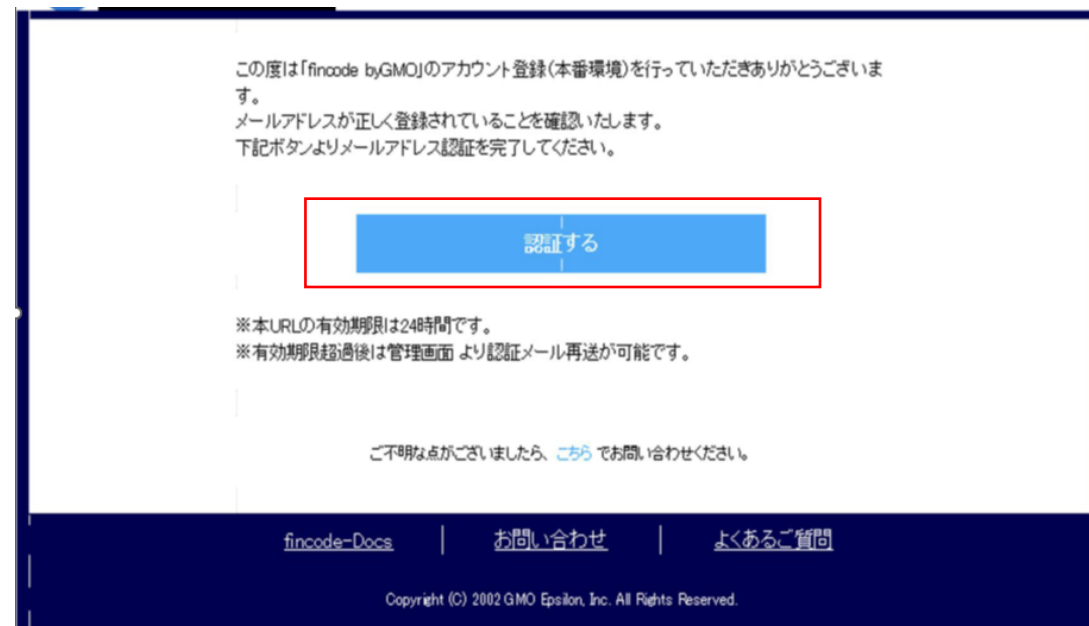 この度は「fincode byGMO」のアカウント登録(本番環境)を行っていただきありがとうございま
す。
メールアドレスが正しく登録されていることを確認いたします。
下記ボタンよりメールアドレス認証を完了してください。
認証する
※本URLの有効期限は24時間です。
※有効期限超過後は管理画面 より認証メール再送が可能です。
ご不明な点がございましたら、 こちら でお問い合わせください。
fincode-Docs | お問い合わせ | よくあるご質問
Copyright (C) 2002 GMO Epsilon, Inc. All Rights Reserved.